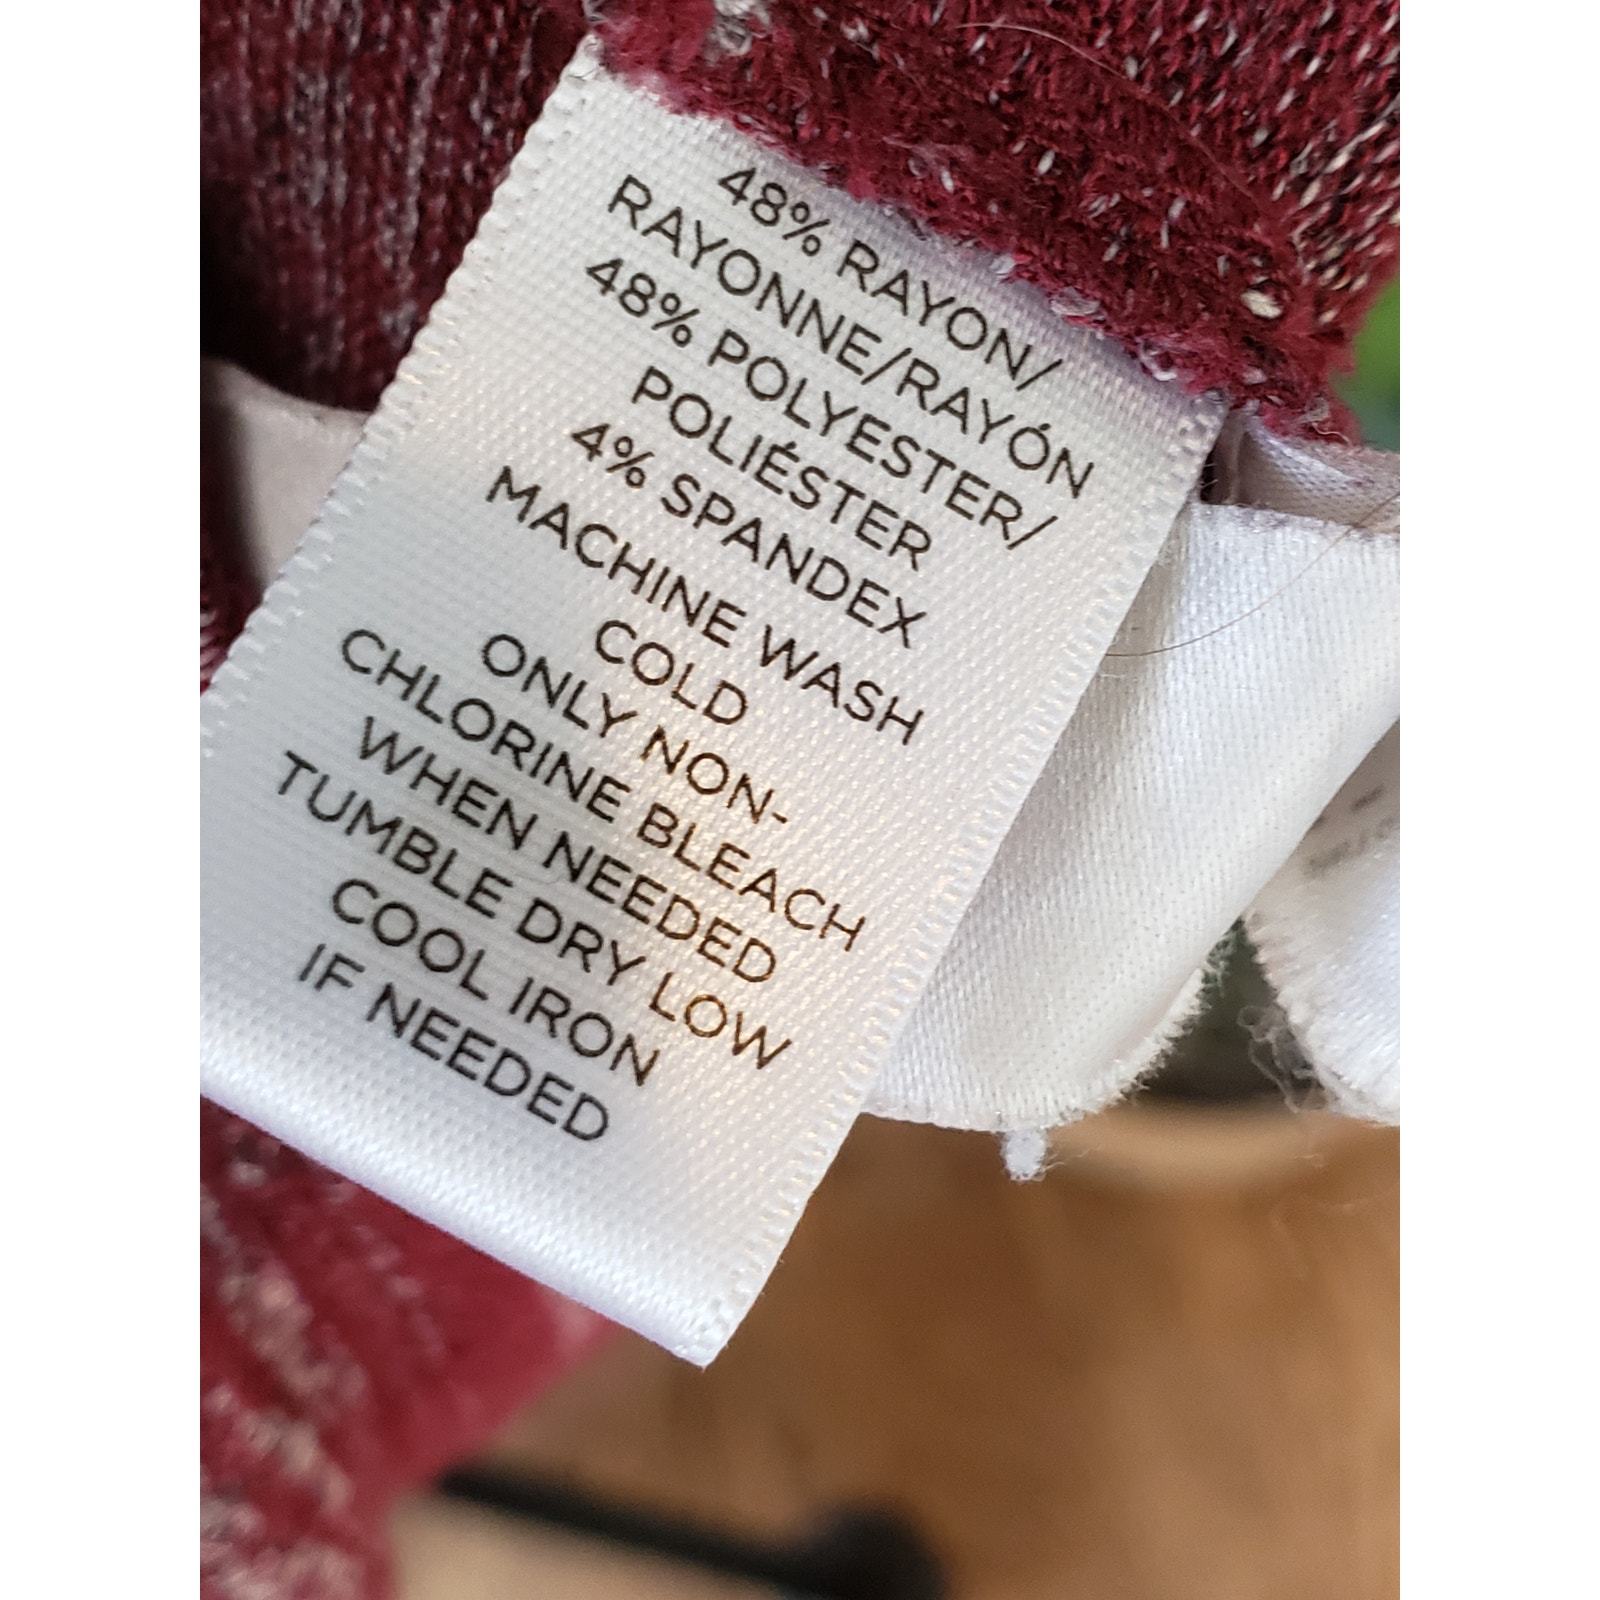 48% RAYON/
RAYONNE/RAYÓN
48% POLYESTER/
POLIÉSTER
4% SPANDEX
MACHINE WASH
COLD
ONLY NON-
CHLORINE BLEACH
WHEN NEEDED
TUMBLE DRY LOW
COOL IRON
IF NEEDED